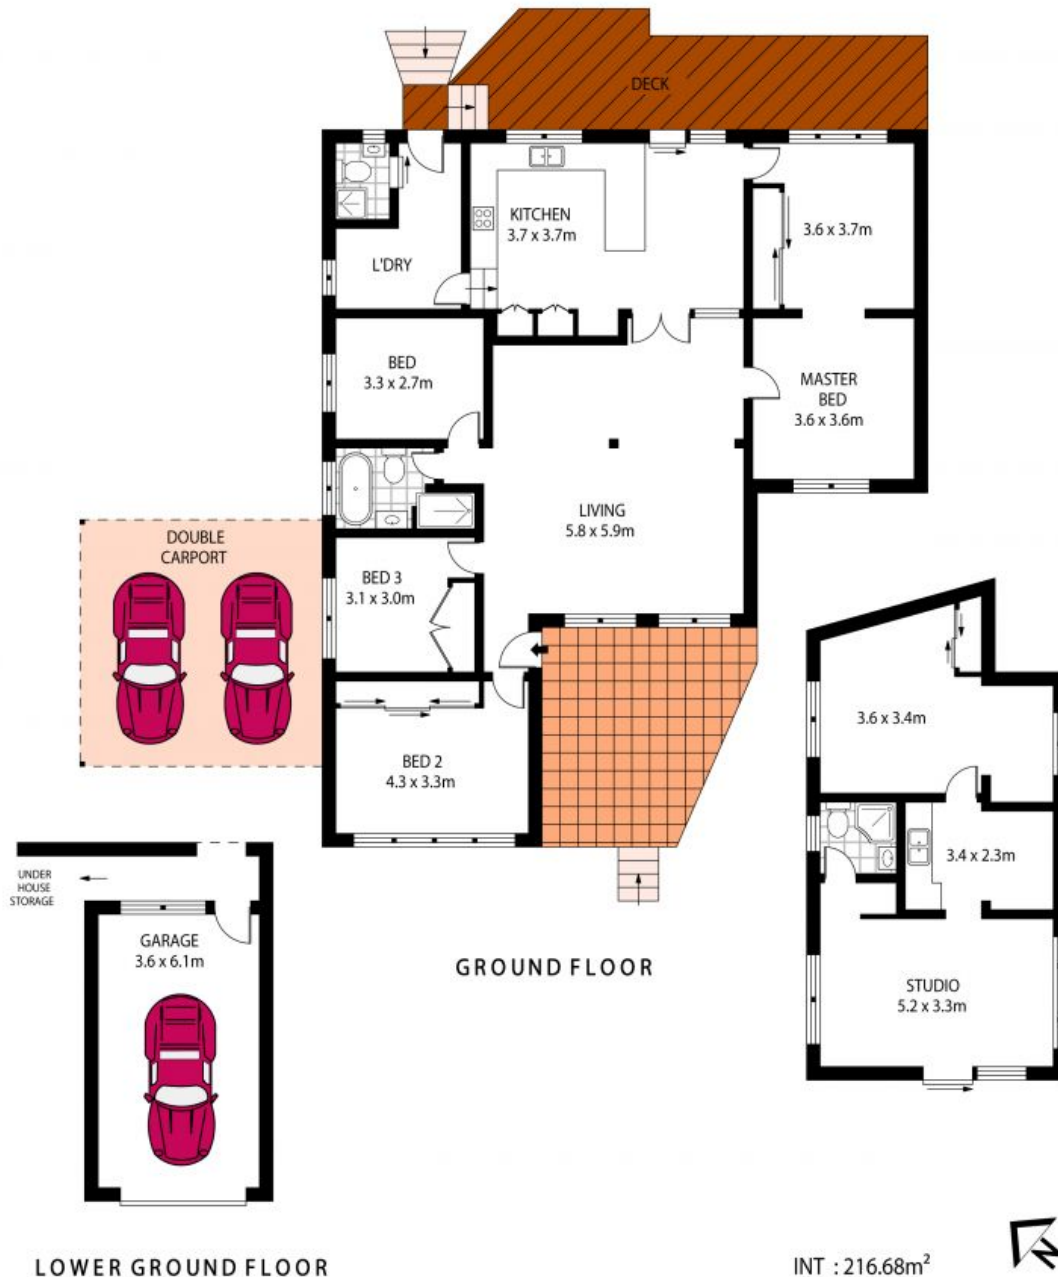 DECK
KITCHEN
3.7 x 3.7m
3.6 x 3.7m
L'DRY
BED
3.3 x 2.7m
MASTER
BED
3.6 x 3.6m
LIVING
5.8 x 5.9m
DOUBLE
CARPORT
BED 3
3.1 x 3.0m
BED 2
4.3 x 3.3m
3.6 x 3.4m
3.4 x 2.3m
STUDIO
5.2 x 3.3m
UNDER
HOUSE
STORAGE
GARAGE
3.6 x 6.1m
GROUND FLOOR
LOWER GROUND FLOOR
INT : 216.68m²
N